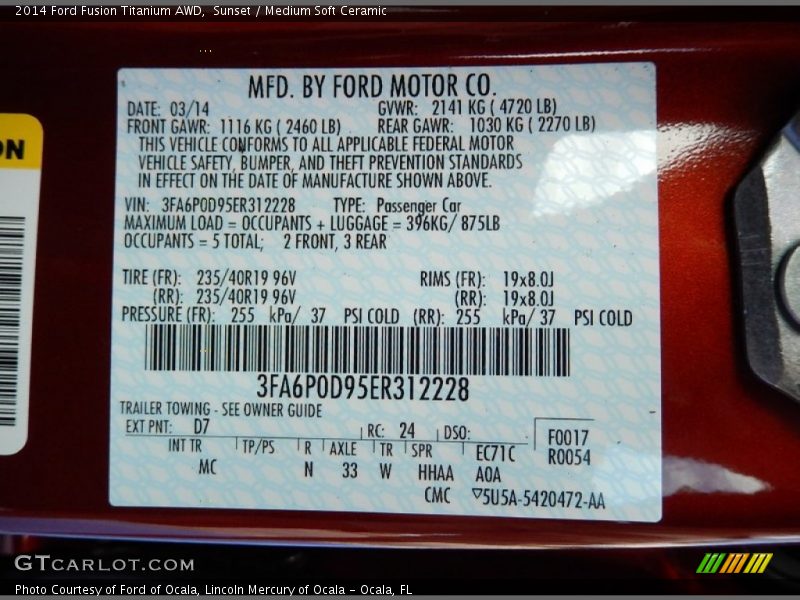 2014 Ford Fusion Titanium AWD,  Sunset / Medium Soft Ceramic
ON
MFD. BY FORD MOTOR CO.
DATE: 03/14 GVWR: 2141 KG ( 4720 LB)
FRONT GAWR: 1116 KG ( 2460 LB) REAR GAWR: 1030 KG ( 2270 LB)
THIS VEHICLE CONFORMS TO ALL APPLICABLE FEDERAL MOTOR
VEHICLE SAFETY, BUMPER, AND THEFT PREVENTION STANDARDS
IN EFFECT ON THE DATE OF MANUFACTURE SHOWN ABOVE.
VIN: 3FA6P0D95ER312228 TYPE: Passenger Car
MAXIMUM LOAD = OCCUPANTS + LUGGAGE = 396KG/ 875LB
OCCUPANTS = 5 TOTAL; 2 FRONT, 3 REAR
TIRE (FR): 235/40R19 96V RIMS (FR): 19x8.0J
(RR): 235/40R19 96V (RR): 19x8.0J
PRESSURE (FR): 255 kPa/ 37 PSI COLD (RR): 255 kPa/ 37 PSI COLD
3FA6P0D95ER312228
TRAILER TOWING - SEE OWNER GUIDE
EXT PNT: D7 RC: 24 DSO: F0017
INT TR TP/PS R AXLE TR SPR EC71C R0054
MC N 33 W HHAA A0A
CMC ▽5U5A-5420472-AA
GTCARLOT.COM
Photo Courtesy of Ford of Ocala, Lincoln Mercury of Ocala - Ocala, FL